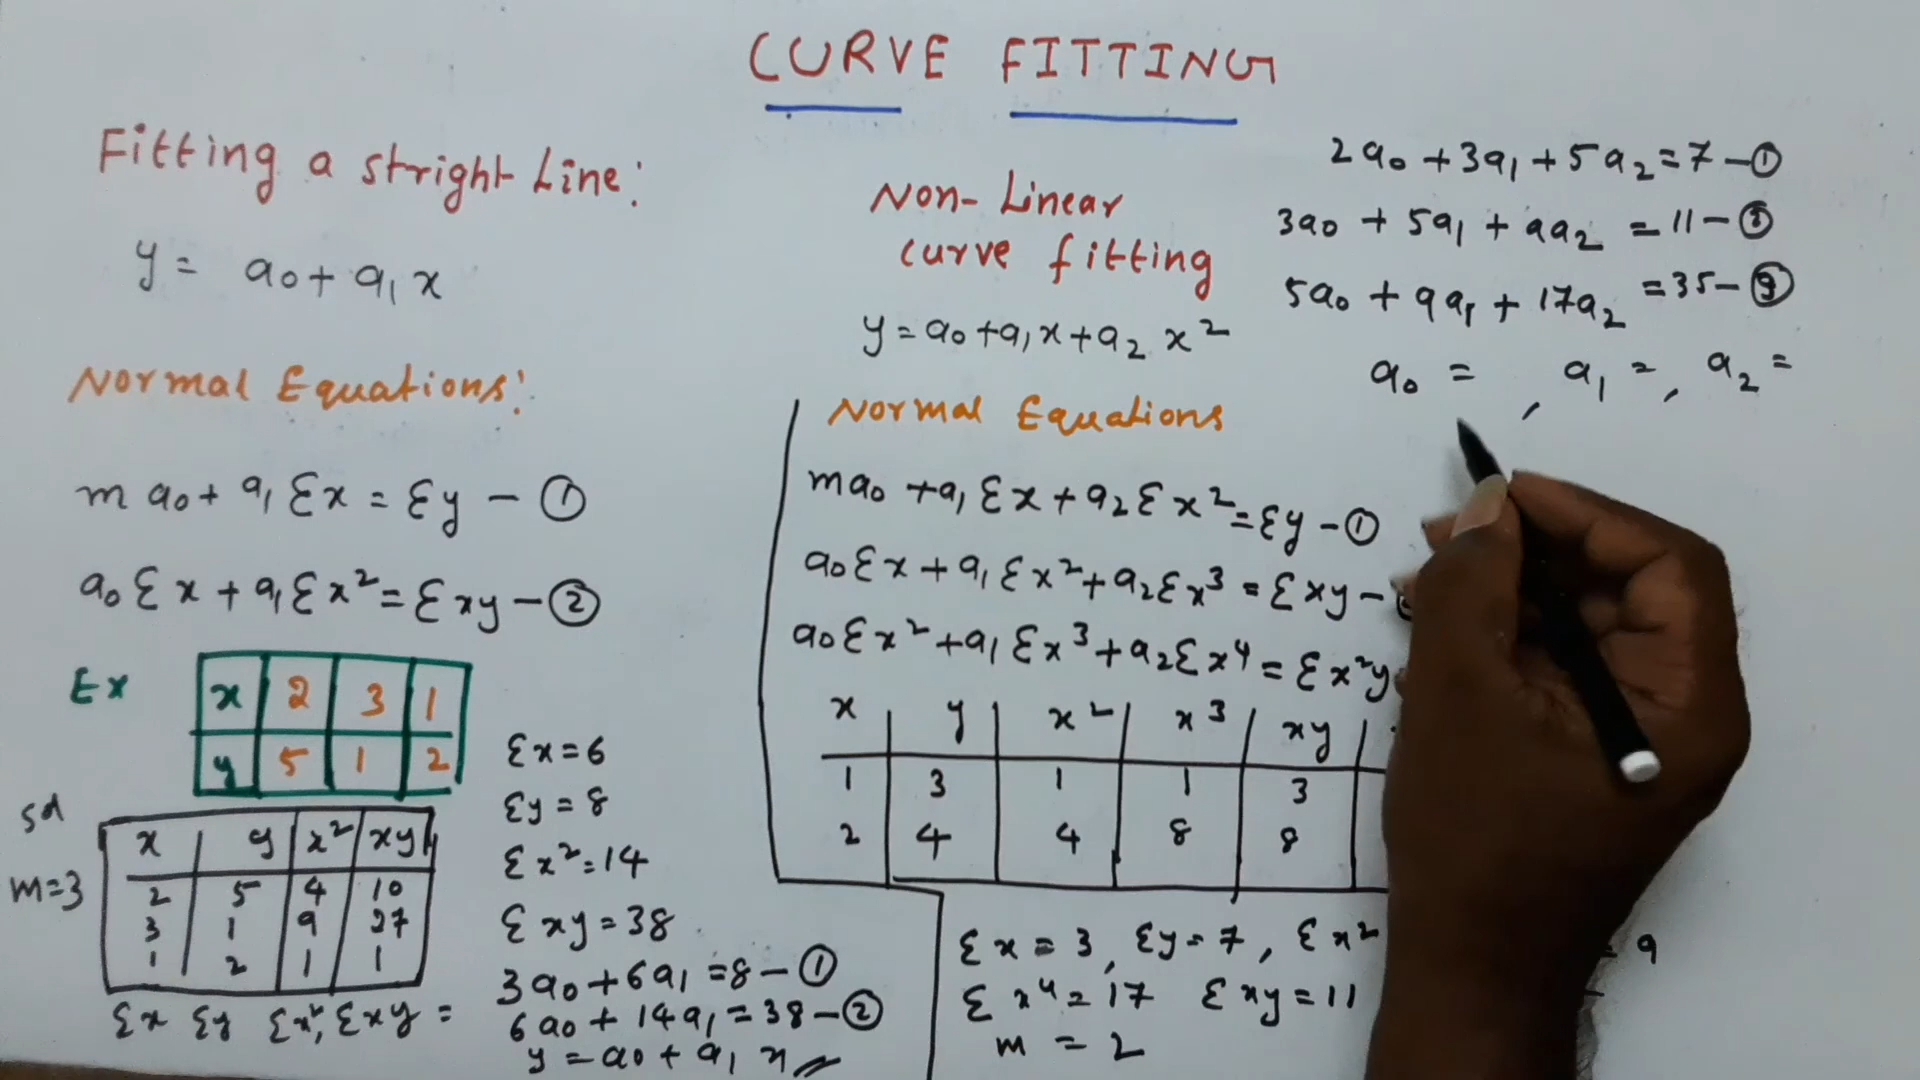 CURVE FITTING
Fitting a stright Line:
y = a0 + a1 x
Normal Equations:
m a0 + a1 Σx = Σy - ①
a0 Σx + a1 Σx² = Σxy - ②
Ex
x 2 3 1
y 5 1 2
Sol
m=3
x y x² xy
2 5 4 10
3 1 9 27
1 2 1 1
Σx Σy Σx², Σxy =
Σx = 6
Σy = 8
Σx² = 14
Σxy = 38
3a0 + 6a1 = 8 - ①
6a0 + 14a1 = 38 - ②
y = a0 + a1 x
Non-Linear
curve fitting
y = a0 + a1 x + a2 x²
Normal Equations
ma0 + a1 Σx + a2 Σx² = Σy - ①
a0 Σx + a1 Σx² + a2 Σx³ = Σxy -
a0 Σx² + a1 Σx³ + a2 Σx⁴ = Σx²y
x y x² x³ xy
1 3 1 1 3
2 4 4 8 8
Σx = 3, Σy = 7, Σx² = 9
Σx⁴ = 17 Σxy = 11
m = 2
2a0 + 3a1 + 5a2 = 7 - ①
3a0 + 5a1 + 9a2 = 11 - ②
5a0 + 9a1 + 17a2 = 35 - ③
a0 = , a1 = , a2 =